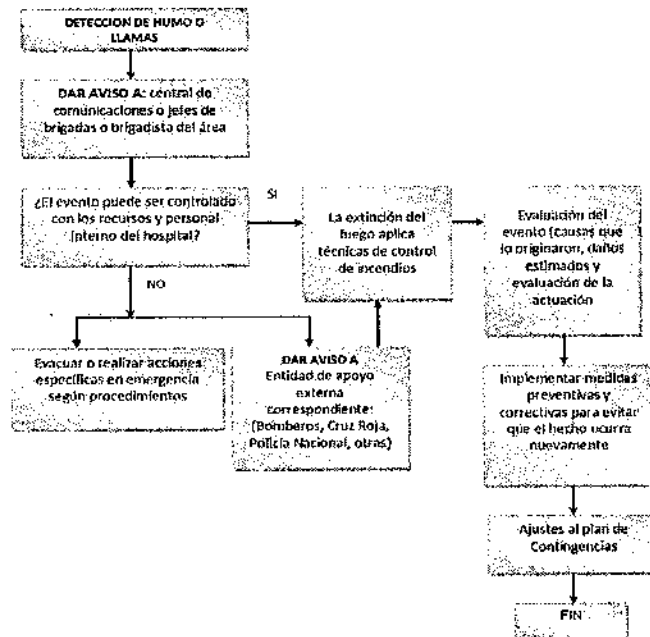 DETECCION DE HUMO O
LLAMAS
DAR AVISO A: central de
comunicaciones o jefes de
brigadas o brigadista del área
¿El evento puede ser controlado
con los recursos y personal
interno del hospital?
SI
NO
La extinción del
fuego aplica
técnicas de control
de incendios
Evaluación del
evento (causas que
lo originaron, daños
estimados y
evaluación de la
actuación
Evacuar o realizar acciones
específicas en emergencia
según procedimientos
DAR AVISO A
Entidad de apoyo
externa
correspondiente:
(Bomberos, Cruz Roja,
Policía Nacional, otras)
Implementar medidas
preventivas y
correctivas para evitar
que el hecho ocurra
nuevamente
Ajustes al plan de
Contingencias
FIN